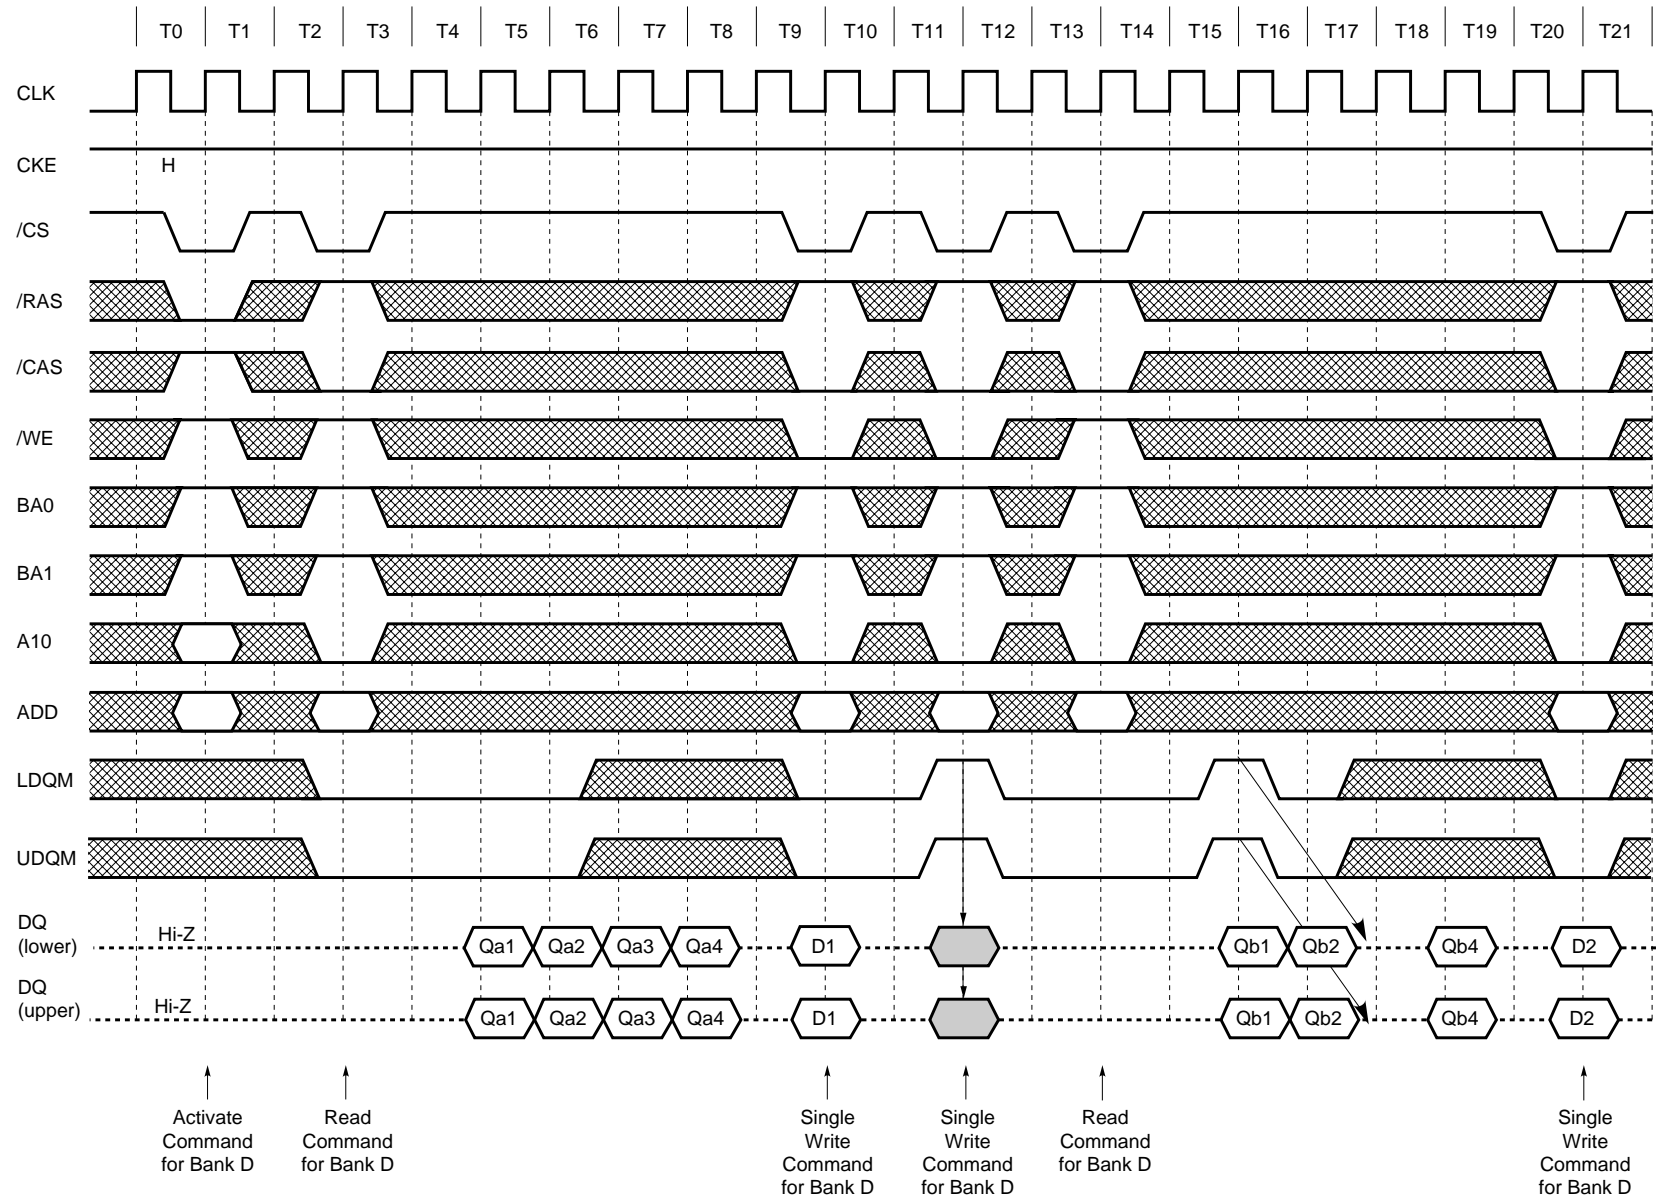 T0 T1 T2 T3 T4 T5 T6 T7 T8 T9 T10 T11 T12 T13 T14 T15 T16 T17 T18 T19 T20 T21
CLK
CKE H
/CS
/RAS
/CAS
/WE
BA0
BA1
A10
ADD
LDQM
UDQM
DQ
(lower)
Hi-Z Qa1 Qa2 Qa3 Qa4 D1 Qb1 Qb2 Qb4 D2
DQ
(upper)
Hi-Z Qa1 Qa2 Qa3 Qa4 D1 Qb1 Qb2 Qb4 D2
Activate
Command
for Bank D
Read
Command
for Bank D
Single
Write
Command
for Bank D
Single
Write
Command
for Bank D
Read
Command
for Bank D
Single
Write
Command
for Bank D